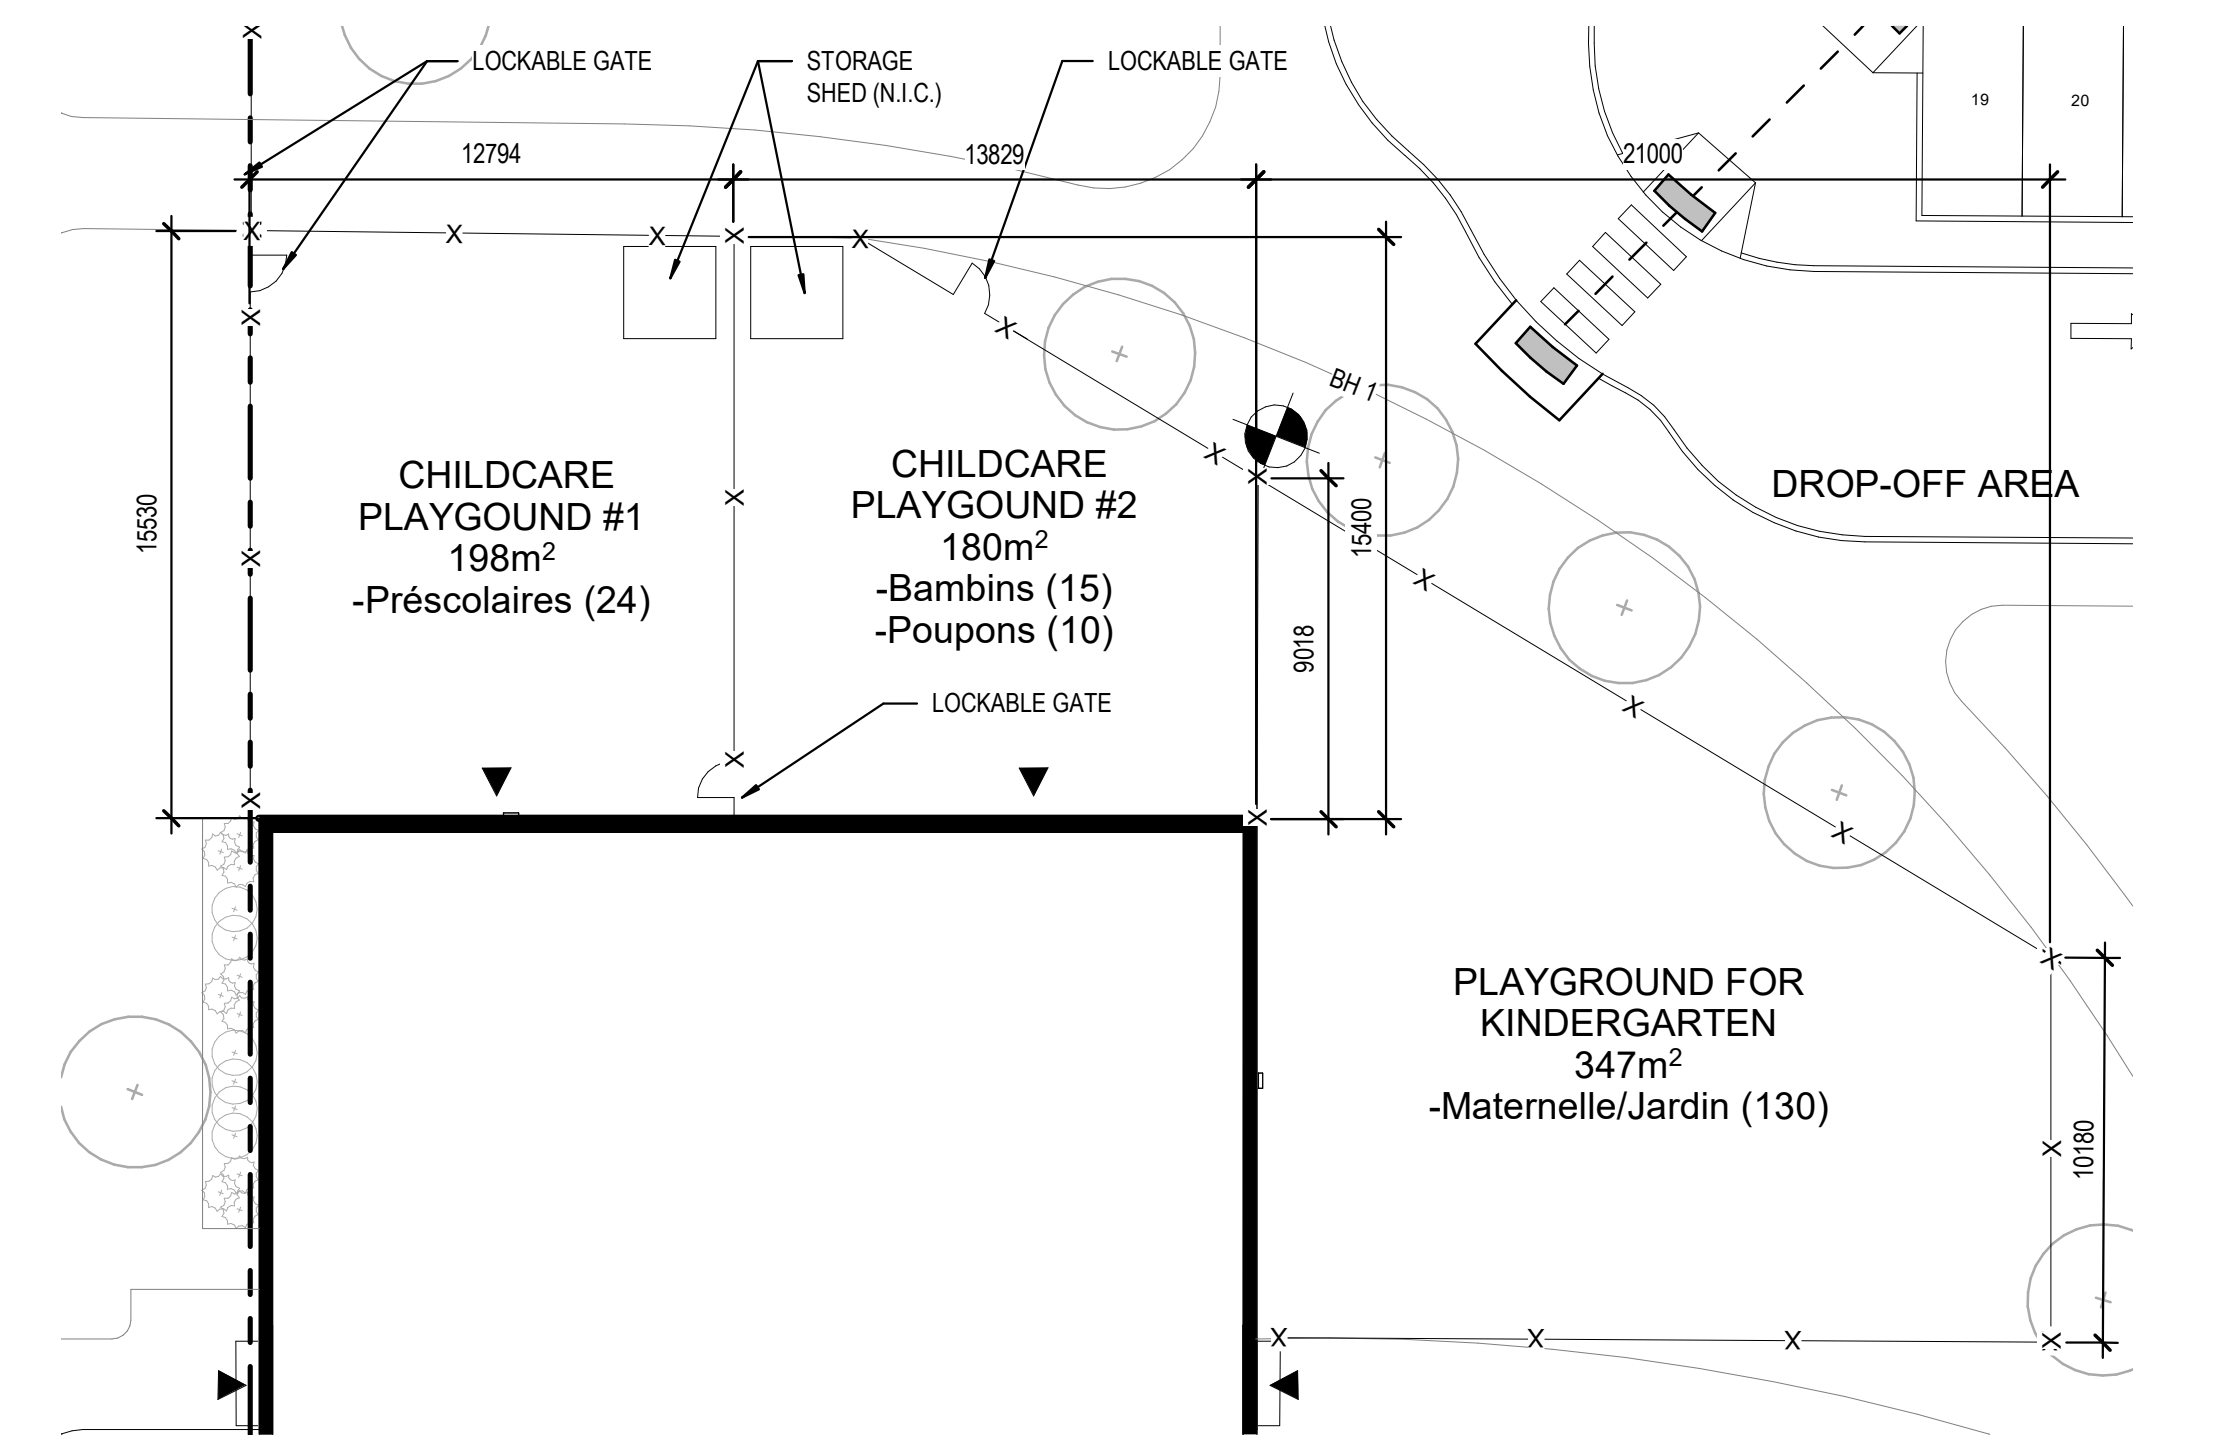 LOCKABLE GATE
STORAGE
SHED (N.I.C.)
LOCKABLE GATE
19
20
12794
13829
21000
BH 1
CHILDCARE
PLAYGOUND #1
198m²
-Préscolaires (24)
CHILDCARE
PLAYGOUND #2
180m²
-Bambins (15)
-Poupons (10)
DROP-OFF AREA
15530
15400
9018
LOCKABLE GATE
PLAYGROUND FOR
KINDERGARTEN
347m²
-Maternelle/Jardin (130)
10180